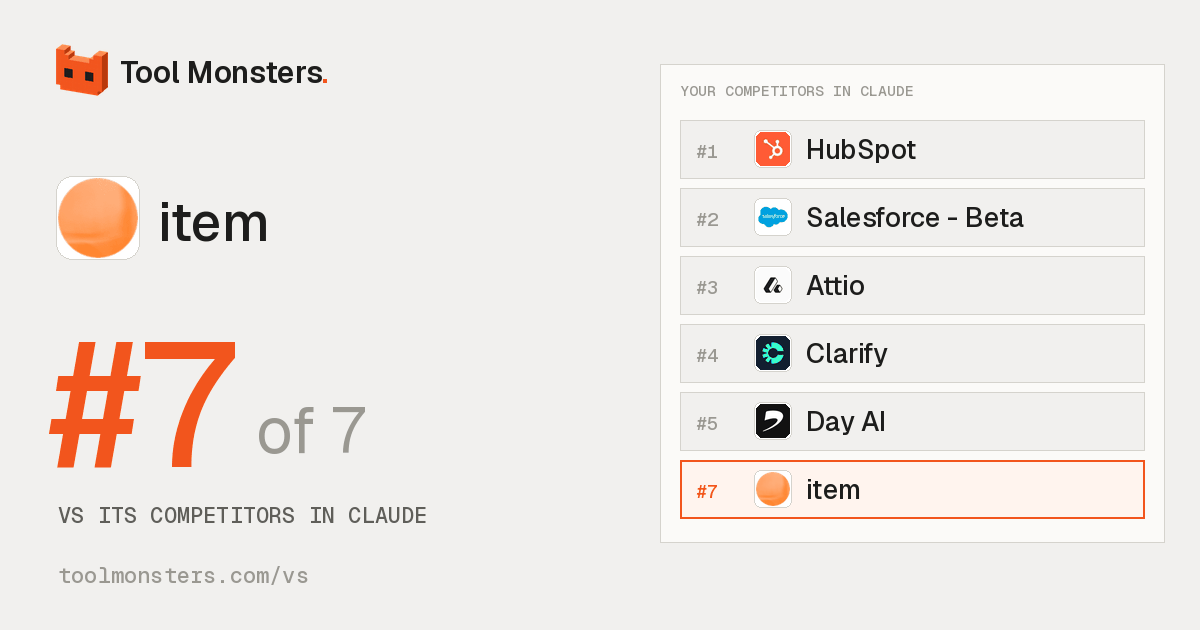 Tool Monsters.
item
#7 of 7
VS ITS COMPETITORS IN CLAUDE
toolmonsters.com/vs
YOUR COMPETITORS IN CLAUDE
#1 HubSpot
#2 salesforce Salesforce - Beta
#3 Attio
#4 Clarify
#5 Day AI
#7 item